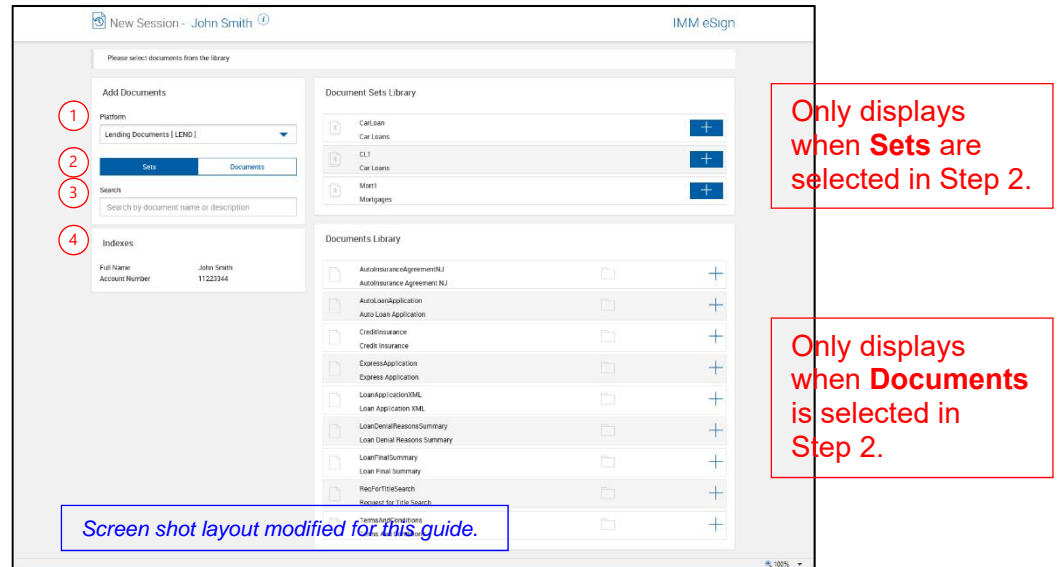 New Session - John Smith i
IMM eSign
Please select documents from the library
Add Documents
1
Platform
Lending Documents [ LEND ]
2
Sets
Documents
3
Search
Search by document name or description
4
Indexes
Full Name John Smith
Account Number 11223344
Document Sets Library
CarLoan
Car Loans
CL1
Car Loans
Mort1
Mortgages
Documents Library
AutoInsuranceAgreementNJ
AutoInsurance Agreement NJ
AutoLoanApplication
Auto Loan Application
CreditInsurance
Credit Insurance
ExpressApplication
Express Application
LoanApplicationXML
Loan Application XML
LoanDenialReasonsSummary
Loan Denial Reasons Summary
LoanFinalSummary
Loan Final Summary
ReqForTitleSearch
Request for Title Search
TermsAndConditions
Screen shot layout modified for this guide.
100%
Only displays
when Sets are
selected in Step 2.
Only displays
when Documents
is selected in
Step 2.